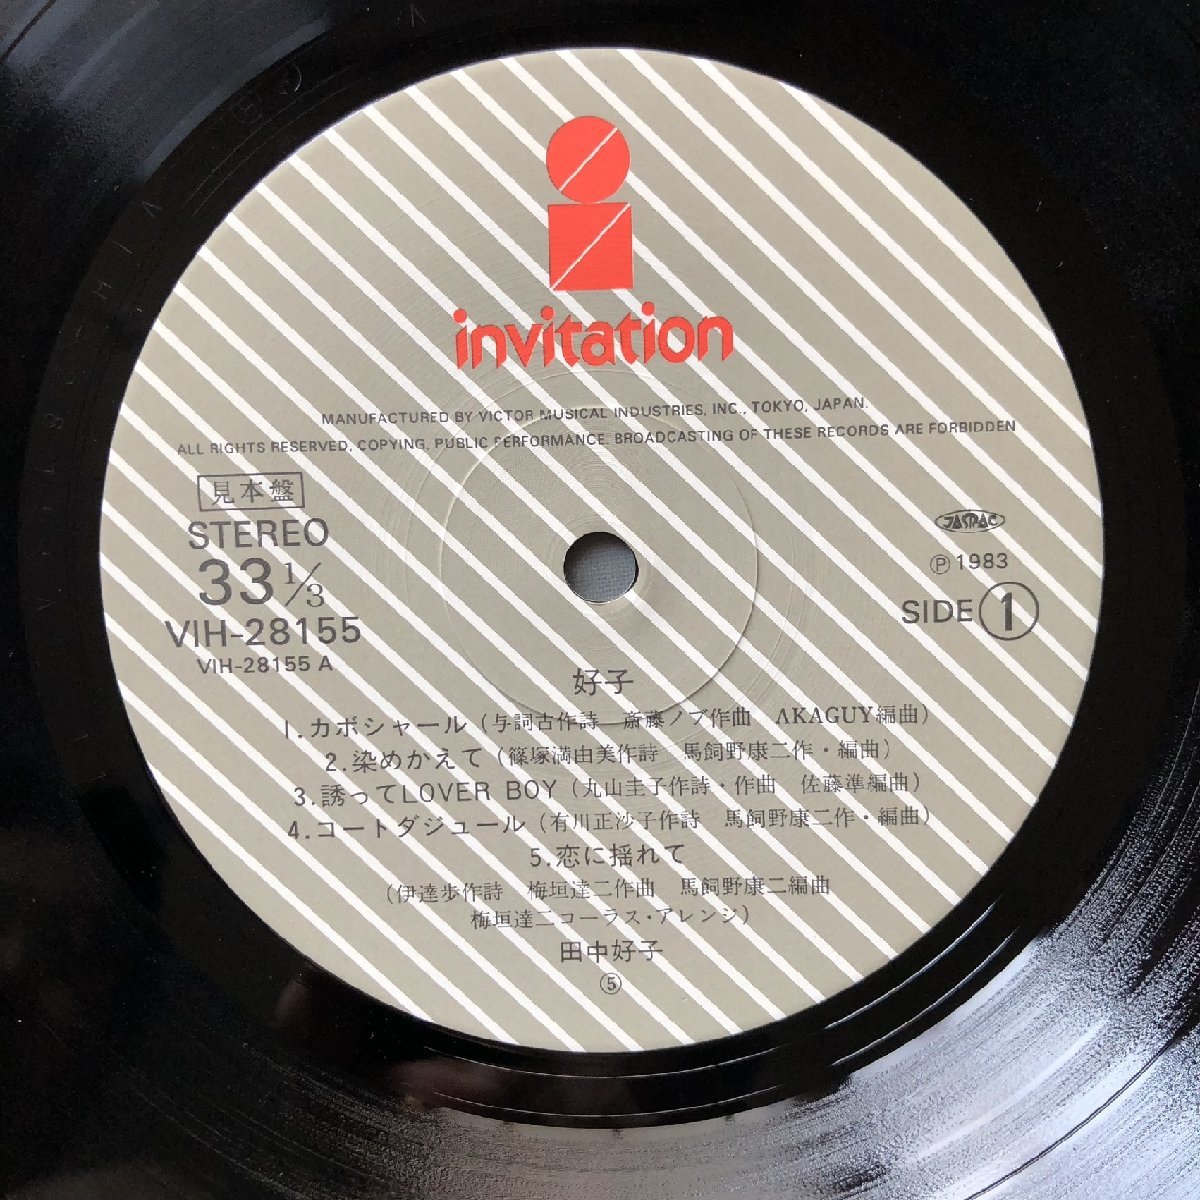 invitation
MANUFACTURED BY VICTOR MUSICAL INDUSTRIES, INC., TOKYO, JAPAN.
ALL RIGHTS RESERVED, COPYING, PUBLIC PERFORMANCE, BROADCASTING OF THESE RECORDS ARE FORBIDDEN
見本盤
STEREO
33 1/3
VIH-28155
VIH-28155 A
JASRAC
Ⓟ1983
SIDE ①
好子
1.カボシャール(与詞古作詩 斎藤ノブ作曲 AKAGUY編曲)
2.染めかえて(篠塚満由美作詩 馬飼野康二作・編曲)
3.誘ってLOVER BOY(丸山圭子作詩・作曲 佐藤準編曲)
4.コートダジュール(有川正沙子作詩 馬飼野康二作・編曲)
5.恋に揺れて
(伊達歩作詩 梅垣達二作曲 馬飼野康二編曲
梅垣達二コーラス・アレンジ)
田中好子
⑤